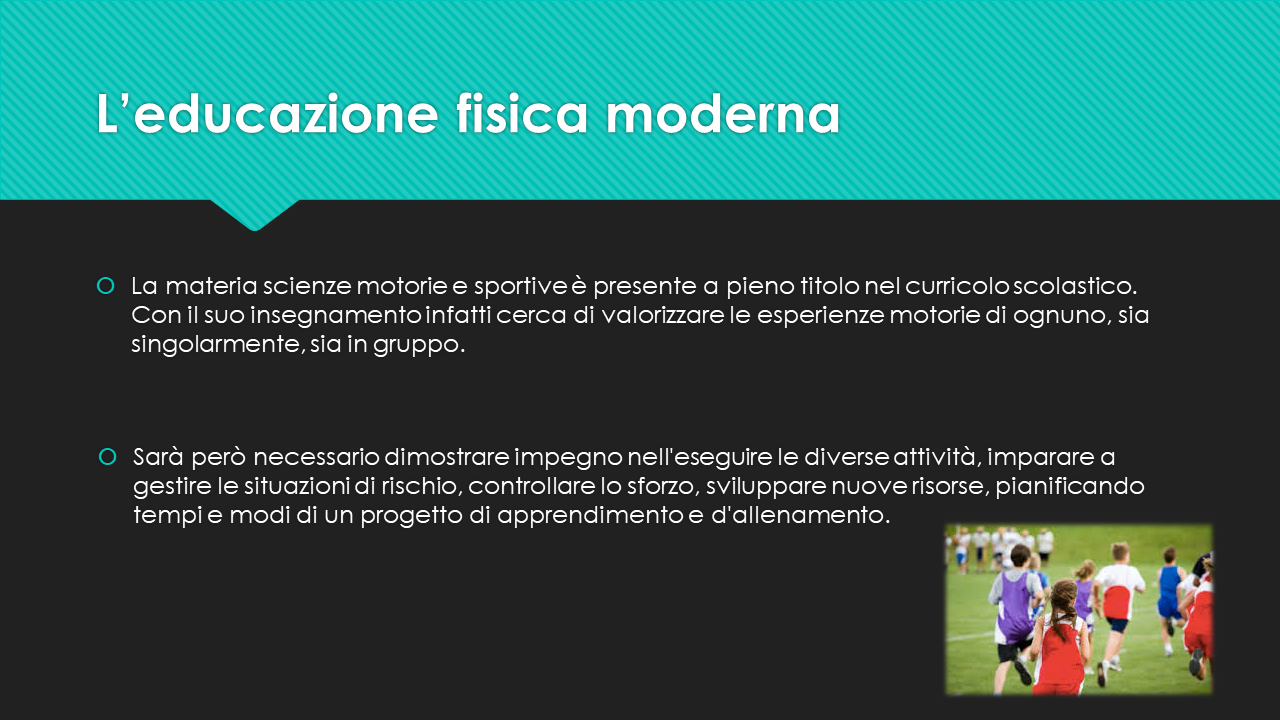 L’educazione fisica moderna
La materia scienze motorie e sportive è presente a pieno titolo nel curricolo scolastico.
Con il suo insegnamento infatti cerca di valorizzare le esperienze motorie di ognuno, sia
singolarmente, sia in gruppo.
Sarà però necessario dimostrare impegno nell'eseguire le diverse attività, imparare a
gestire le situazioni di rischio, controllare lo sforzo, sviluppare nuove risorse, pianificando
tempi e modi di un progetto di apprendimento e d'allenamento.